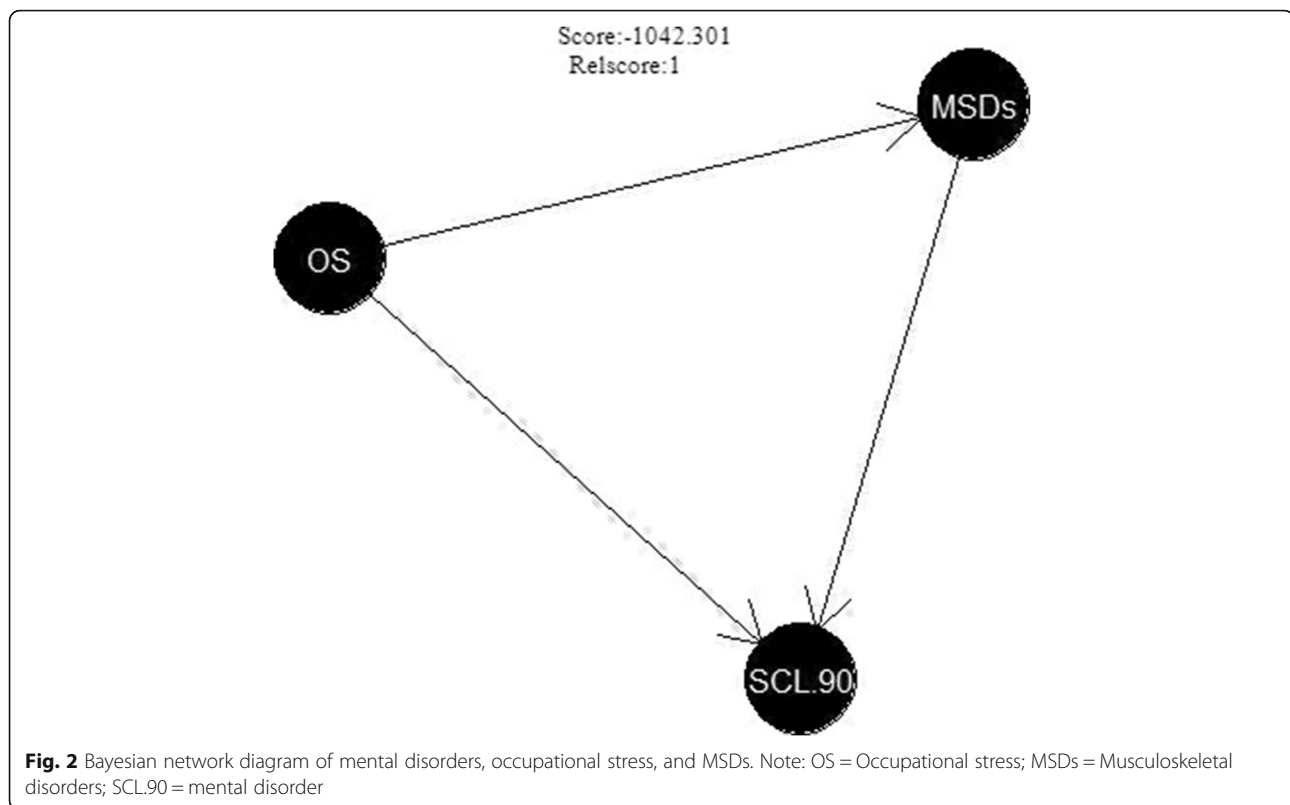 Score:-1042.301
Relscore:1
MSDs
OS
SCL.90
Fig. 2 Bayesian network diagram of mental disorders, occupational stress, and MSDs. Note: OS = Occupational stress; MSDs = Musculoskeletal
disorders; SCL.90 = mental disorder